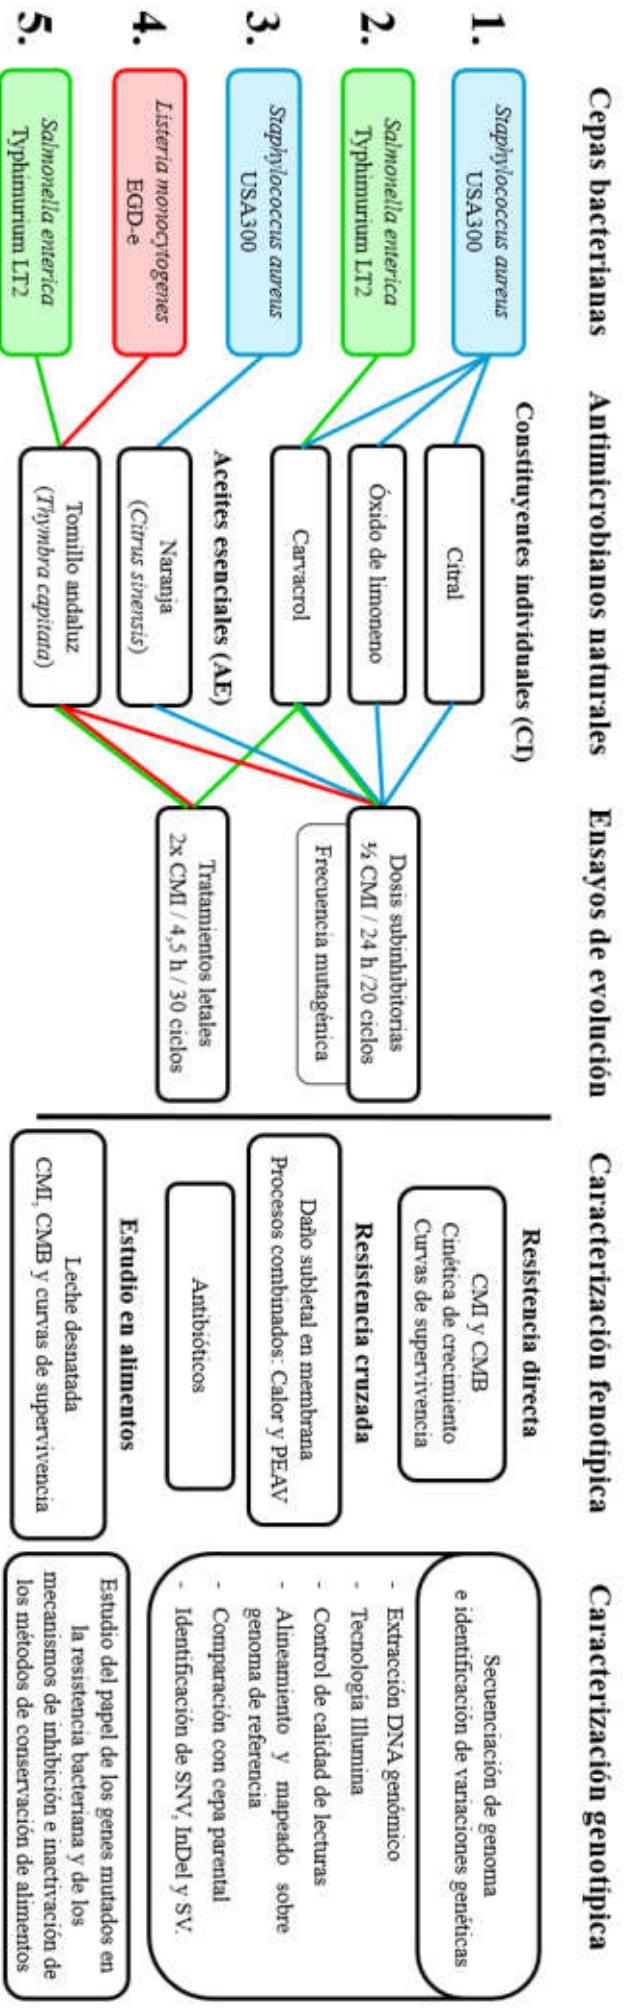 Cepas bacterianas
1.
Staphylococcus aureus
USA300
2.
Salmonella enterica
Typhimurium LT2
3.
Staphylococcus aureus
USA300
4.
Listeria monocytogenes
EGD-e
5.
Salmonella enterica
Typhimurium LT2
Antimicrobianos naturales
Constituyentes individuales (CI)
Citral
Óxido de limoneno
Carvacrol
Aceites esenciales (AE)
Naranja
(Citrus sinensis)
Tomillo andaluz
(Thymbra capitata)
Ensayos de evolución
Dosis subinhibitorias
½ CMI / 24 h /20 ciclos
Frecuencia mutagénica
Tratamientos letales
2x CMI / 4,5 h / 30 ciclos
Caracterización fenotípica
Resistencia directa
CMI y CMB
Cinética de crecimiento
Curvas de supervivencia
Resistencia cruzada
Daño subletal en membrana
Procesos combinados: Calor y PEAV
Antibióticos
Estudio en alimentos
Leche desnatada
CMI, CMB y curvas de supervivencia
Caracterización genotípica
Secuenciación de genoma
e identificación de variaciones genéticas
- Extracción DNA genómico
- Tecnología Illumina
- Control de calidad de lecturas
- Alineamiento y mapeado sobre
genoma de referencia
- Comparación con cepa parental
- Identificación de SNV, InDel y SV.
Estudio del papel de los genes mutados en
la resistencia bacteriana y de los
mecanismos de inhibición e inactivación de
los métodos de conservación de alimentos